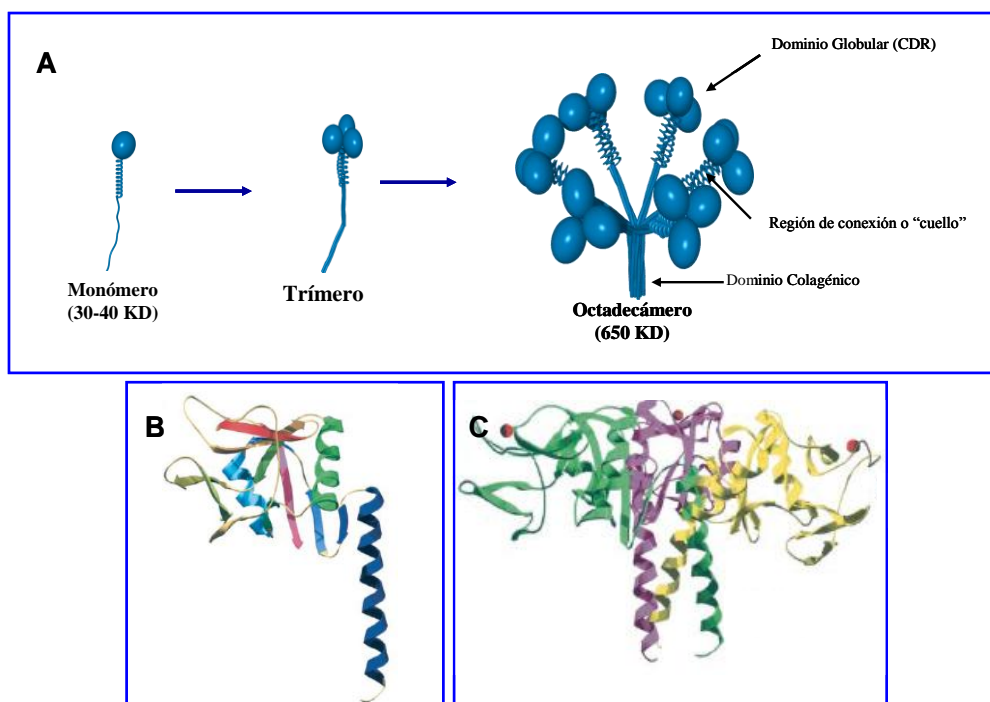 A
Dominio Globular (CDR)
Región de conexión o “cuello”
Dominio Colagénico
Monómero
(30-40 KD)
Trímero
Octadecámero
(650 KD)
B
C